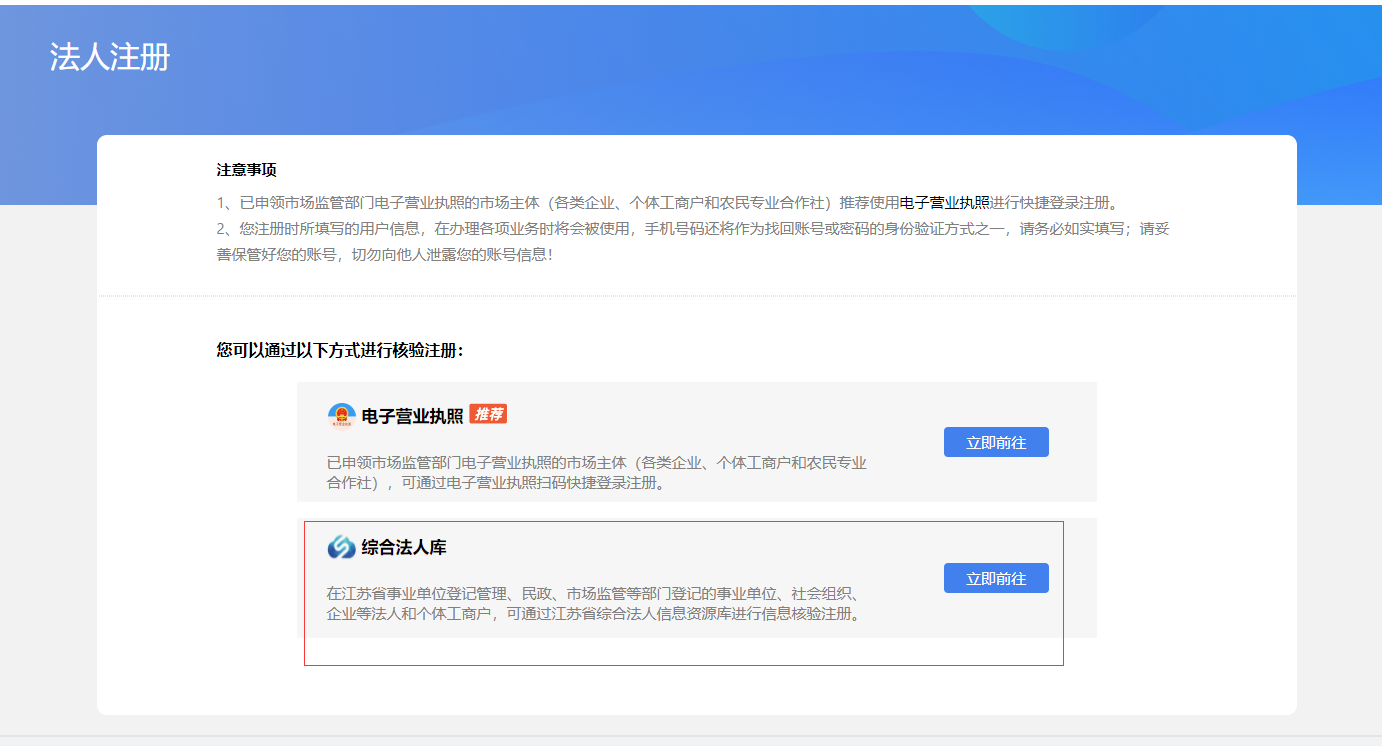 法人注册
注意事项
1、已申领市场监管部门电子营业执照的市场主体（各类企业、个体工商户和农民专业合作社）推荐使用电子营业执照进行快捷登录注册。
2、您注册时所填写的用户信息，在办理各项业务时将会被使用，手机号码还将作为找回账号或密码的身份验证方式之一，请务必如实填写；请妥
善保管好您的账号，切勿向他人泄露您的账号信息！
您可以通过以下方式进行核验注册：
电子营业执照 推荐
已申领市场监管部门电子营业执照的市场主体（各类企业、个体工商户和农民专业
合作社），可通过电子营业执照扫码快捷登录注册。
立即前往
综合法人库
在江苏省事业单位登记管理、民政、市场监管等部门登记的事业单位、社会组织、
企业等法人和个体工商户，可通过江苏省综合法人信息资源库进行信息核验注册。
立即前往